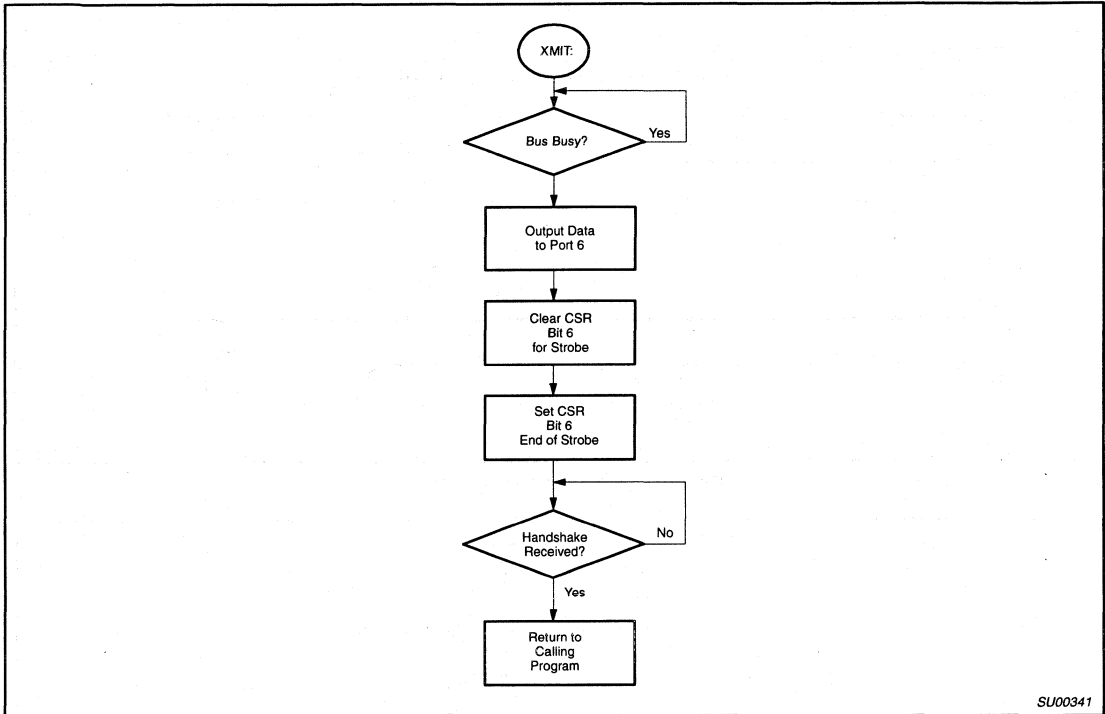 XMIT:
Bus Busy?
Yes
Output Data
to Port 6
Clear CSR
Bit 6
for Strobe
Set CSR
Bit 6
End of Strobe
Handshake
Received?
No
Yes
Return to
Calling
Program
SU00341